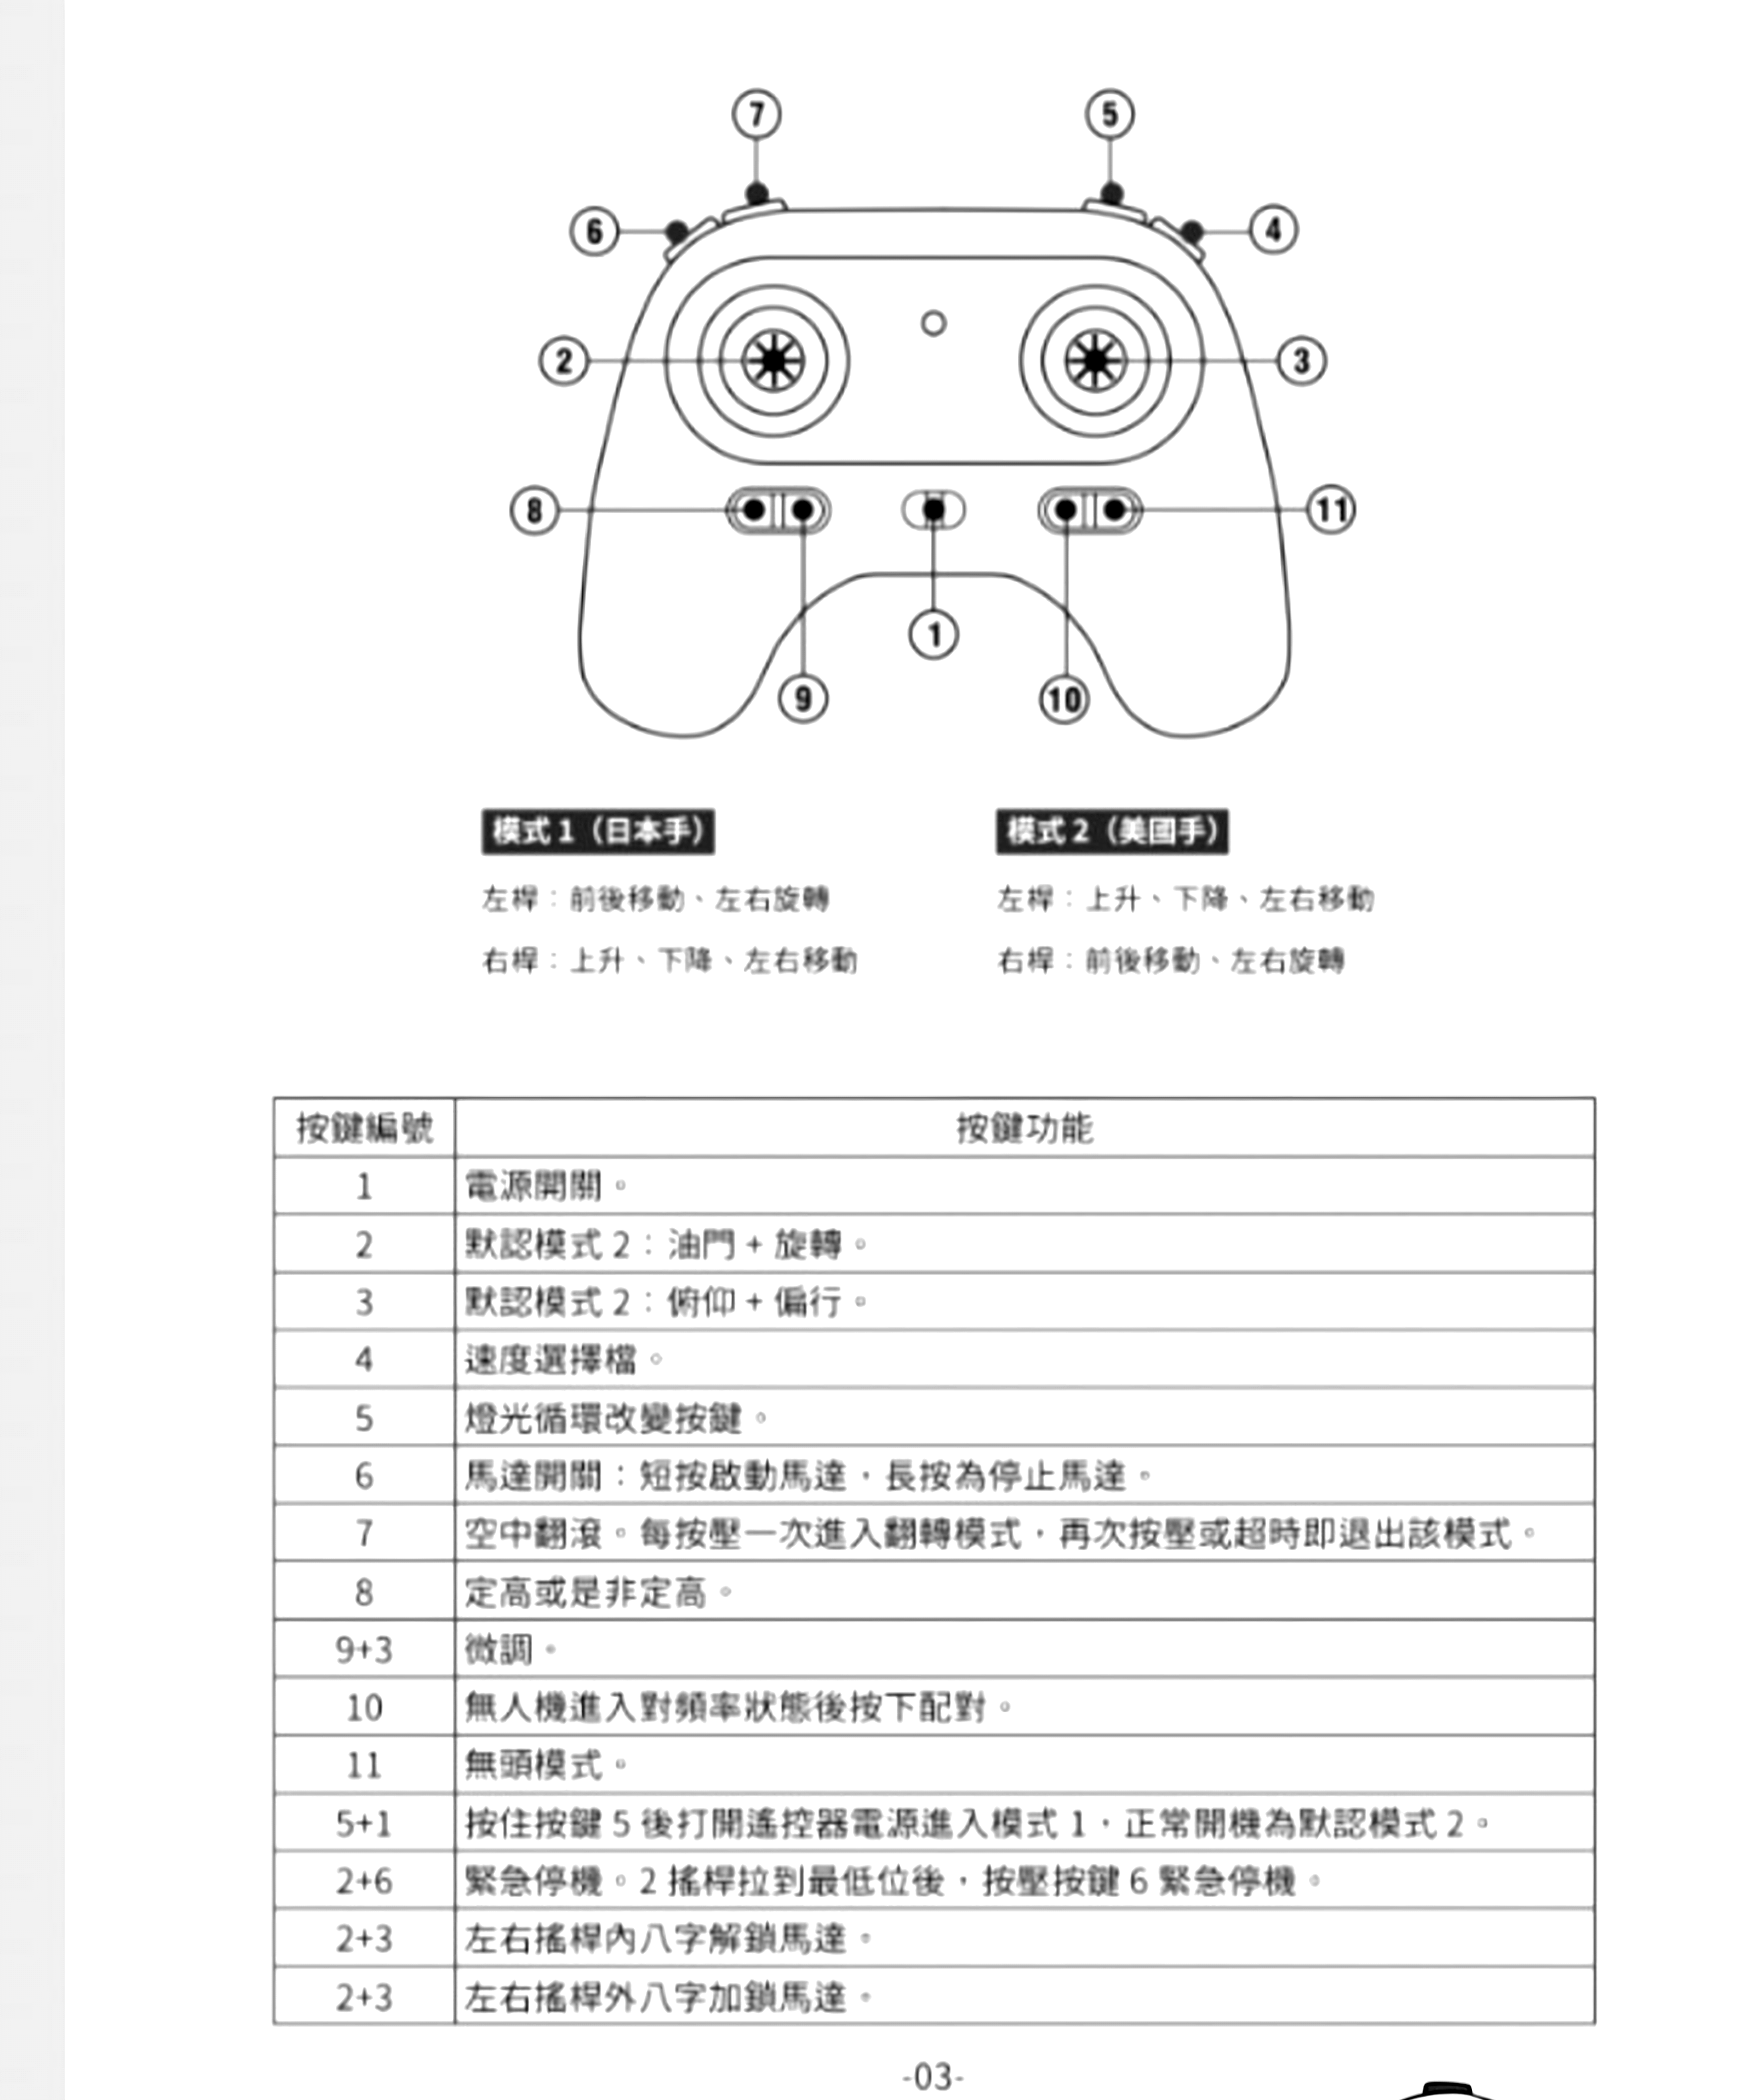 7 5
6 4
2 3
8 11
1
9 10
模式 1（日本手） 模式 2（美國手）
左桿：前後移動、左右旋轉 左桿：上升、下降、左右移動
右桿：上升、下降、左右移動 右桿：前後移動、左右旋轉
按鍵編號 按鍵功能
1 電源開關。
2 默認模式 2：油門 + 旋轉。
3 默認模式 2：俯仰 + 偏行。
4 速度選擇檔。
5 燈光循環改變按鍵。
6 馬達開關：短按啟動馬達，長按為停止馬達。
7 空中翻滾。每按壓一次進入翻轉模式，再次按壓或超時即退出該模式。
8 定高或是非定高。
9+3 微調。
10 無人機進入對頻率狀態後按下配對。
11 無頭模式。
5+1 按住按鍵 5 後打開遙控器電源進入模式 1，正常開機為默認模式 2。
2+6 緊急停機。2 搖桿拉到最低位後，按壓按鍵 6 緊急停機。
2+3 左右搖桿內八字解鎖馬達。
2+3 左右搖桿外八字加鎖馬達。
-03-